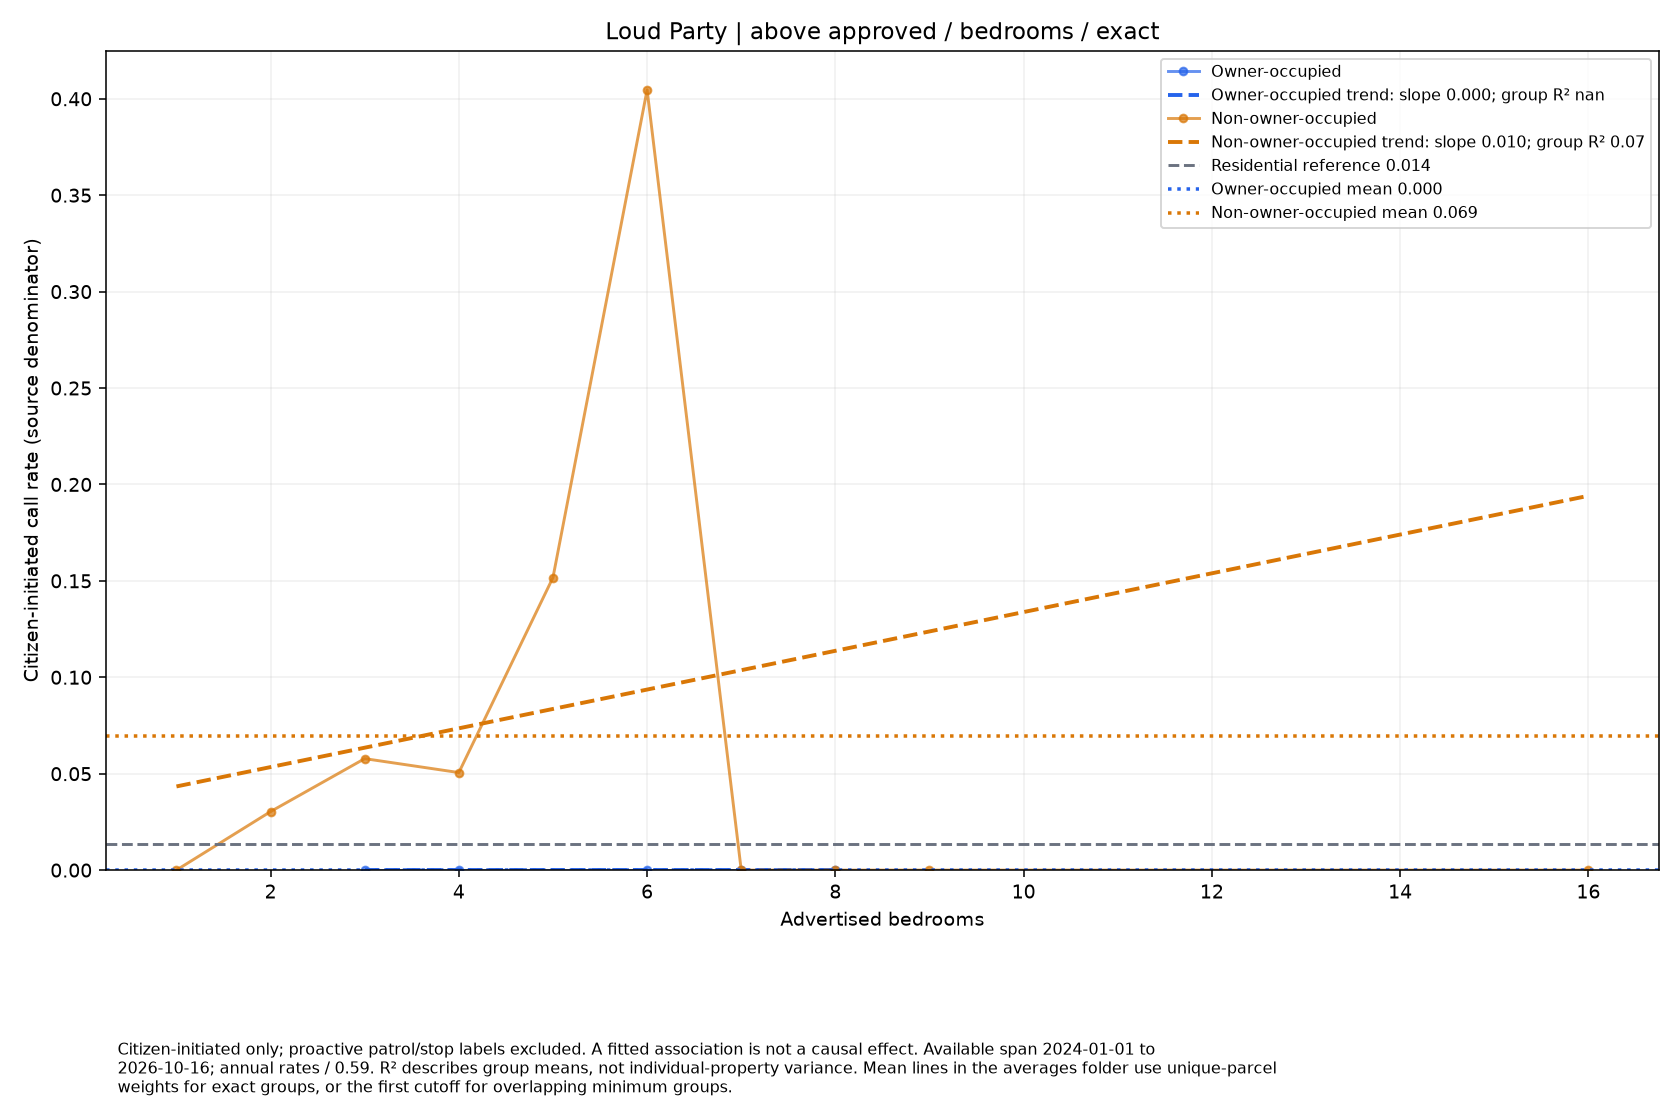 Loud Party | above approved / bedrooms / exact
Owner-occupied
Owner-occupied trend: slope 0.000; group R² nan
Non-owner-occupied
Non-owner-occupied trend: slope 0.010; group R² 0.07
Residential reference 0.014
Owner-occupied mean 0.000
Non-owner-occupied mean 0.069
Citizen-initiated call rate (source denominator)
0.40
0.35
0.30
0.25
0.20
0.15
0.10
0.05
0.00
2 4 6 8 10 12 14 16
Advertised bedrooms
Citizen-initiated only; proactive patrol/stop labels excluded. A fitted association is not a causal effect. Available span 2024-01-01 to
2026-10-16; annual rates / 0.59. R² describes group means, not individual-property variance. Mean lines in the averages folder use unique-parcel
weights for exact groups, or the first cutoff for overlapping minimum groups.